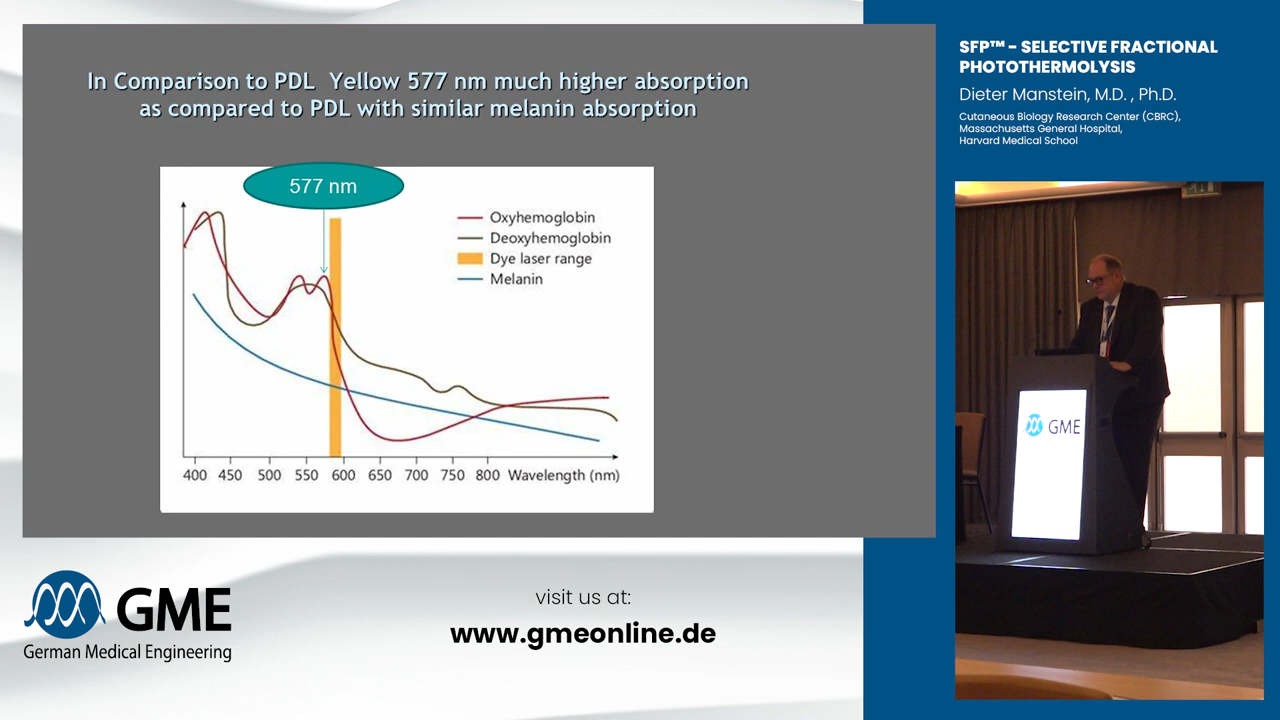 In Comparison to PDL Yellow 577 nm much higher absorption
as compared to PDL with similar melanin absorption
577 nm
Oxyhemoglobin
Deoxyhemoglobin
Dye laser range
Melanin
400 450 500 550 600 650 700 750 800 Wavelength (nm)
SFP™ - SELECTIVE FRACTIONAL
PHOTOTHERMOLYSIS
Dieter Manstein, M.D. , Ph.D.
Cutaneous Biology Research Center (CBRC),
Massachusetts General Hospital,
Harvard Medical School
GME
GME
German Medical Engineering
visit us at:
www.gmeonline.de